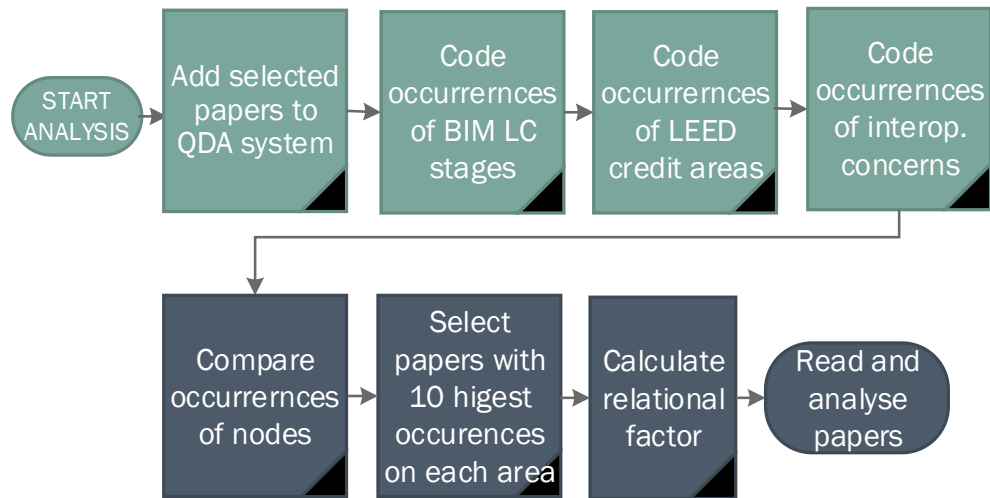 START
ANALYSIS
Add selected
papers to
QDA system
Code
occurrernces
of BIM LC
stages
Code
occurrernces
of LEED
credit areas
Code
occurrernces
of interop.
concerns
Compare
occurrernces
of nodes
Select
papers with
10 higest
occurences
on each area
Calculate
relational
factor
Read and
analyse
papers